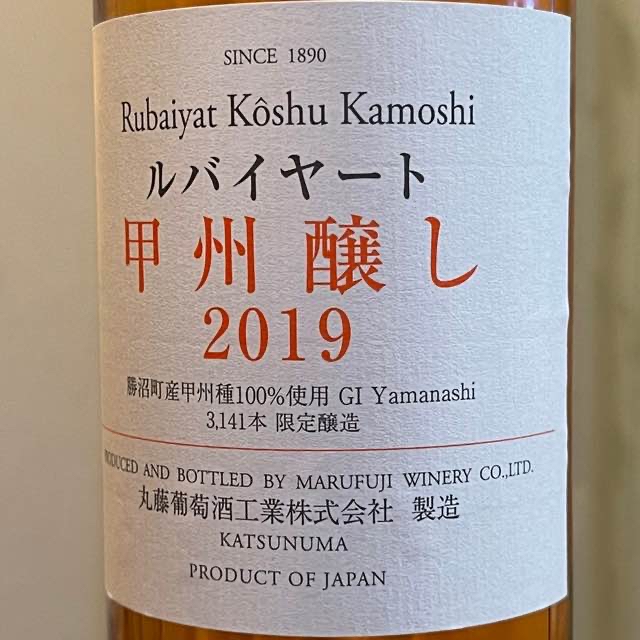 SINCE 1890
Rubaiyat Kôshu Kamoshi
ルバイヤート
甲州 醸し
2019
勝沼町産甲州種100%使用 GI Yamanashi
3,141本 限定醸造
PRODUCED AND BOTTLED BY MARUFUJI WINERY CO.,LTD.
丸藤葡萄酒工業株式会社 製造
KATSUNUMA
PRODUCT OF JAPAN